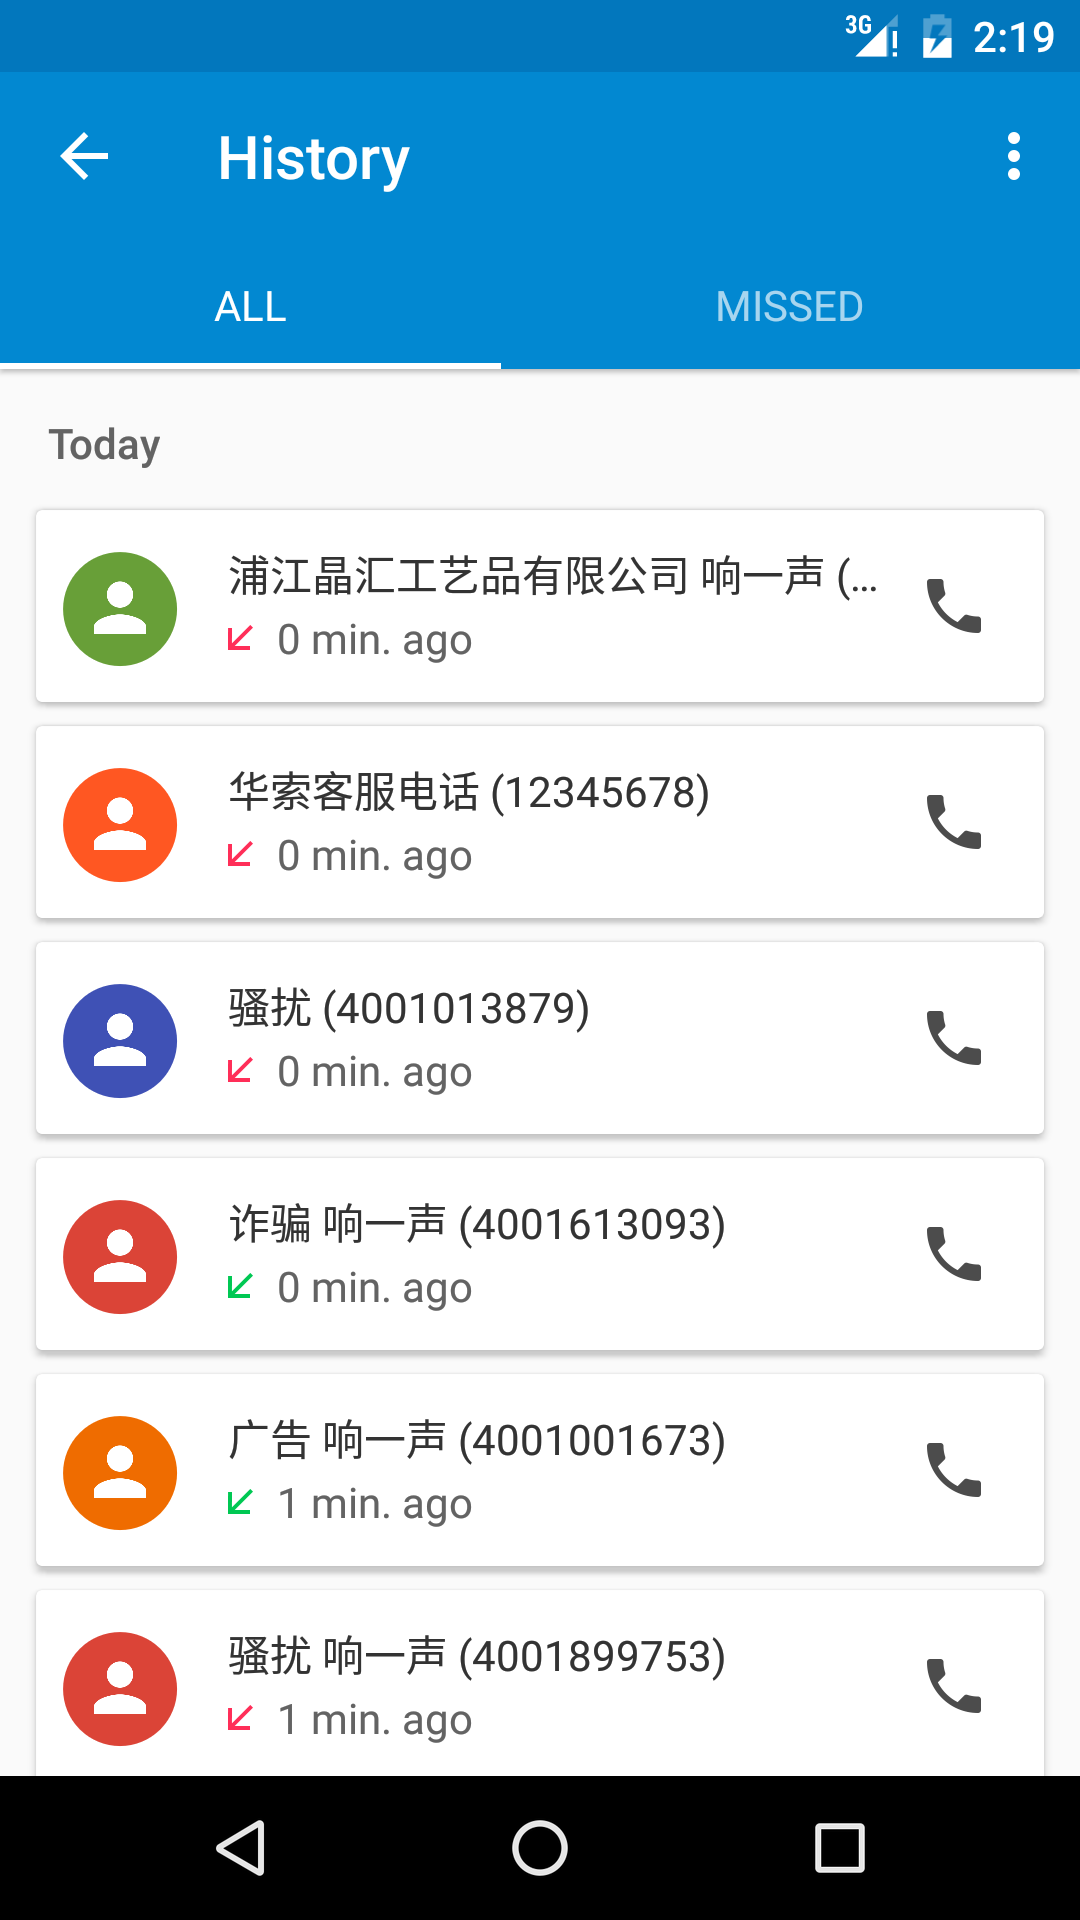 3G 2:19
History
ALL MISSED
Today
浦江晶汇工艺品有限公司 响一声 (...
0 min. ago
华索客服电话 (12345678)
0 min. ago
骚扰 (4001013879)
0 min. ago
诈骗 响一声 (4001613093)
0 min. ago
广告 响一声 (4001001673)
1 min. ago
骚扰 响一声 (4001899753)
1 min. ago